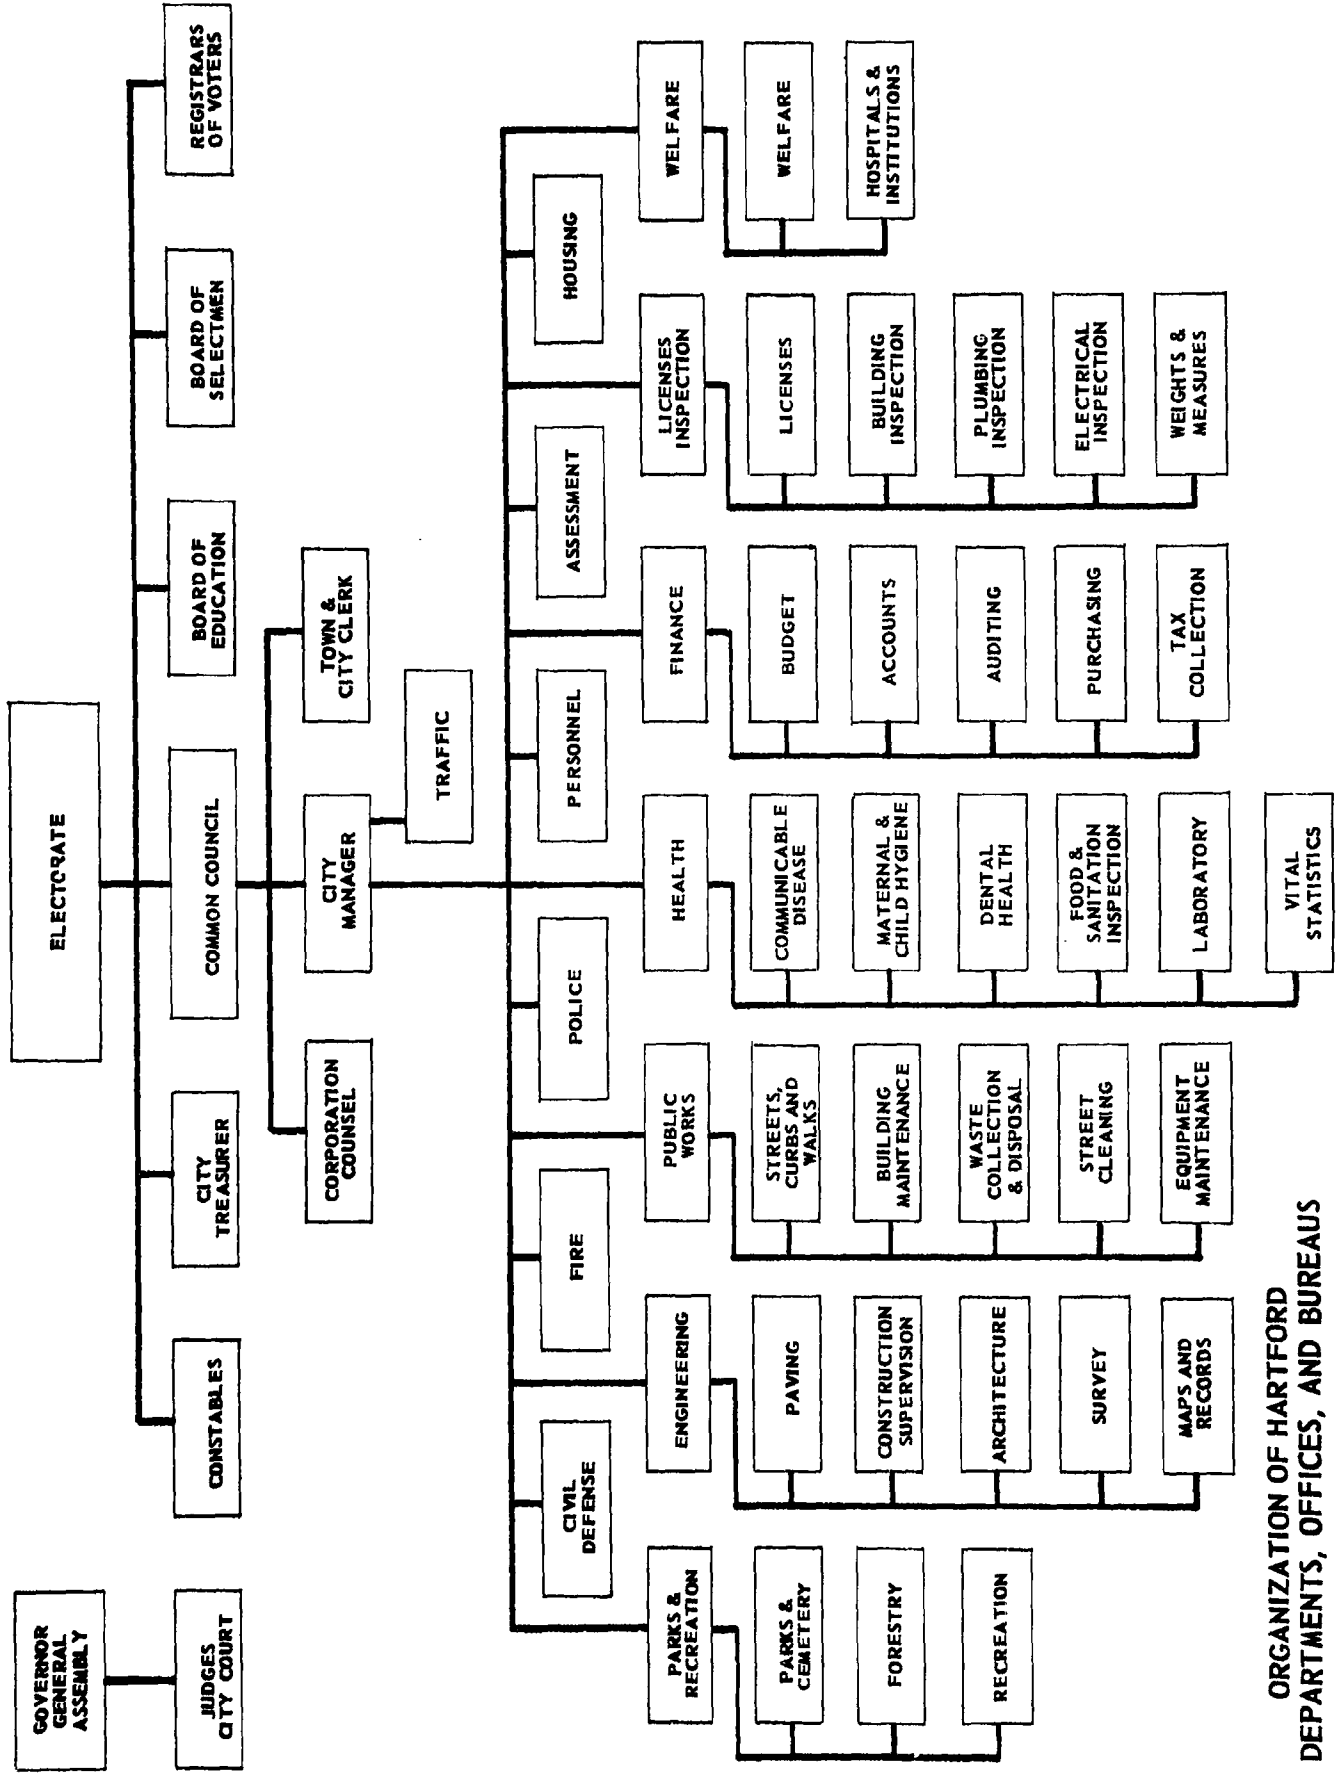 GOVERNOR
GENERAL
ASSEMBLY
JUDGES
CITY COURT
ELECTORATE
CONSTABLES
CITY
TREASURER
COMMON COUNCIL
BOARD OF
EDUCATION
BOARD OF
SELECTMEN
REGISTRARS
OF VOTERS
CORPORATION
COUNSEL
CITY
MANAGER
TOWN &
CITY CLERK
TRAFFIC
CIVIL
DEFENSE
FIRE
POLICE
PERSONNEL
ASSESSMENT
HOUSING
PARKS &
RECREATION
PARKS &
CEMETERY
FORESTRY
RECREATION
ENGINEERING
PAVING
CONSTRUCTION
SUPERVISION
ARCHITECTURE
SURVEY
MAPS AND
RECORDS
PUBLIC
WORKS
STREETS,
CURBS AND
WALKS
BUILDING
MAINTENANCE
WASTE
COLLECTION
& DISPOSAL
STREET
CLEANING
EQUIPMENT
MAINTENANCE
HEALTH
COMMUNICABLE
DISEASE
MATERNAL &
CHILD HYGIENE
DENTAL
HEALTH
FOOD &
SANITATION
INSPECTION
LABORATORY
VITAL
STATISTICS
FINANCE
BUDGET
ACCOUNTS
AUDITING
PURCHASING
TAX
COLLECTION
LICENSES
INSPECTION
LICENSES
BUILDING
INSPECTION
PLUMBING
INSPECTION
ELECTRICAL
INSPECTION
WEIGHTS &
MEASURES
WELFARE
WELFARE
HOSPITALS &
INSTITUTIONS
ORGANIZATION OF HARTFORD
DEPARTMENTS, OFFICES, AND BUREAUS